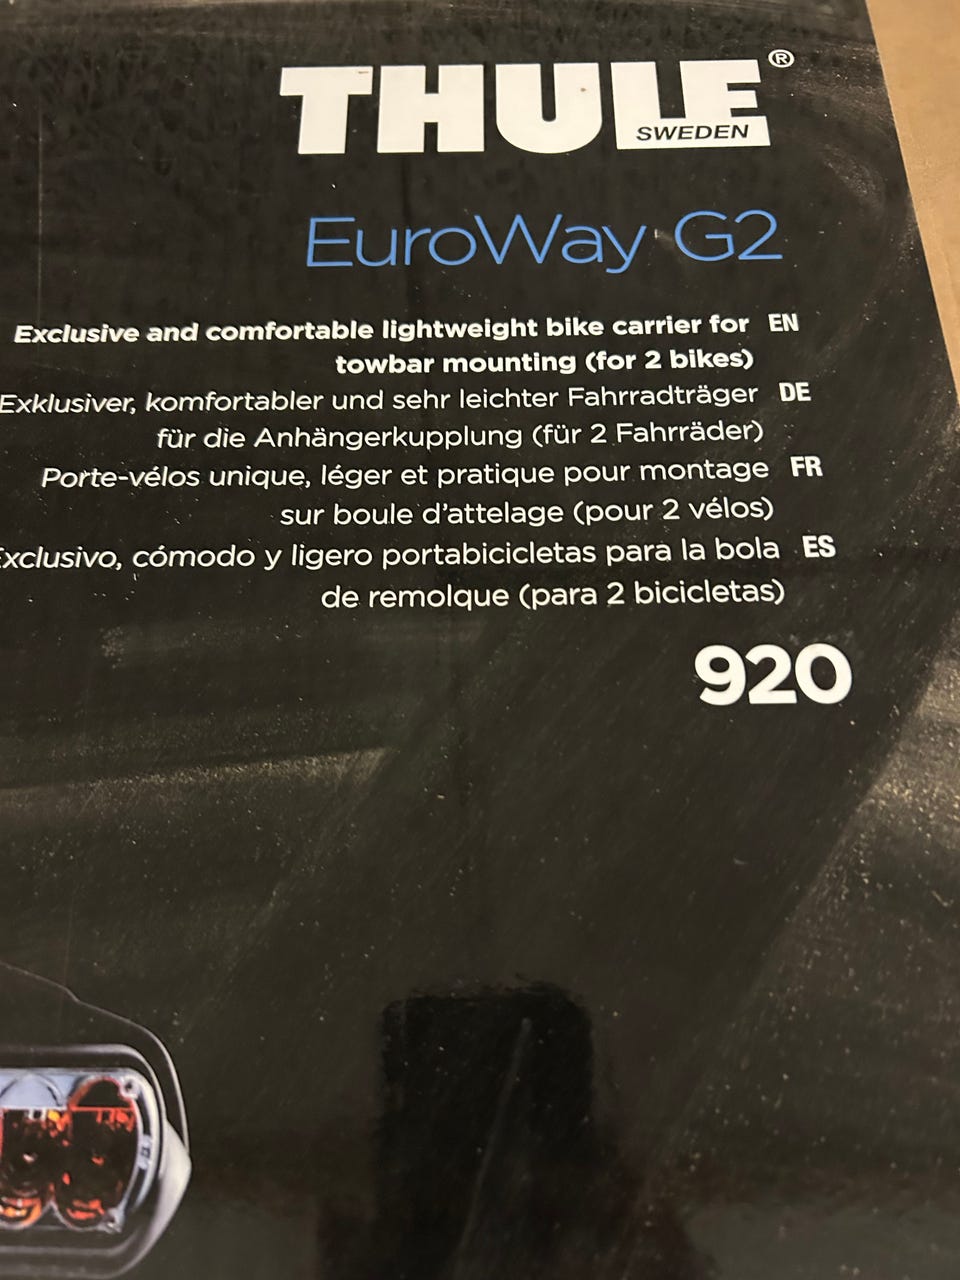 THULE®
SWEDEN
EuroWay G2
Exclusive and comfortable lightweight bike carrier for EN
towbar mounting (for 2 bikes)
Exklusiver, komfortabler und sehr leichter Fahrradträger DE
für die Anhängerkupplung (für 2 Fahrräder)
Porte-vélos unique, léger et pratique pour montage FR
sur boule d'attelage (pour 2 vélos)
Exclusivo, cómodo y ligero portabicicletas para la bola ES
de remolque (para 2 bicicletas)
920